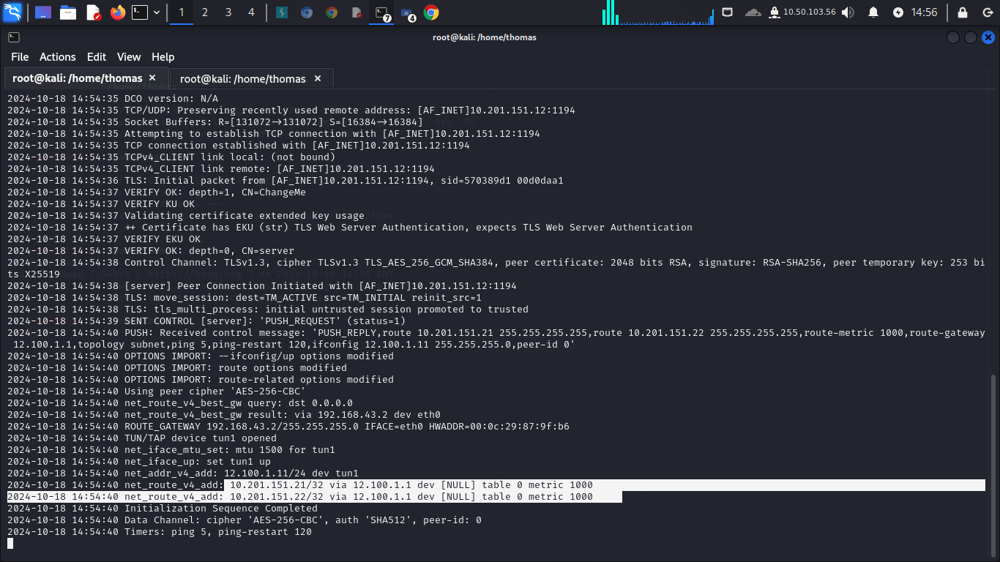 1 2 3 4 7 4 10.50.103.56 14:56
root@kali: /home/thomas
File Actions Edit View Help
root@kali: /home/thomas × root@kali: /home/thomas ×
2024-10-18 14:54:35 DCO version: N/A
2024-10-18 14:54:35 TCP/UDP: Preserving recently used remote address: [AF_INET]10.201.151.12:1194
2024-10-18 14:54:35 Socket Buffers: R=[131072→131072] S=[16384→16384]
2024-10-18 14:54:35 Attempting to establish TCP connection with [AF_INET]10.201.151.12:1194
2024-10-18 14:54:35 TCP connection established with [AF_INET]10.201.151.12:1194
2024-10-18 14:54:35 TCPv4_CLIENT link local: (not bound)
2024-10-18 14:54:35 TCPv4_CLIENT link remote: [AF_INET]10.201.151.12:1194
2024-10-18 14:54:36 TLS: Initial packet from [AF_INET]10.201.151.12:1194, sid=570389d1 00d0daa1
2024-10-18 14:54:37 VERIFY OK: depth=1, CN=ChangeMe
2024-10-18 14:54:37 VERIFY KU OK
2024-10-18 14:54:37 Validating certificate extended key usage
2024-10-18 14:54:37 ++ Certificate has EKU (str) TLS Web Server Authentication, expects TLS Web Server Authentication
2024-10-18 14:54:37 VERIFY EKU OK
2024-10-18 14:54:37 VERIFY OK: depth=0, CN=server
2024-10-18 14:54:38 Control Channel: TLSv1.3, cipher TLSv1.3 TLS_AES_256_GCM_SHA384, peer certificate: 2048 bits RSA, signature: RSA-SHA256, peer temporary key: 253 bi
ts X25519
2024-10-18 14:54:38 [server] Peer Connection Initiated with [AF_INET]10.201.151.12:1194
2024-10-18 14:54:38 TLS: move_session: dest=TM_ACTIVE src=TM_INITIAL reinit_src=1
2024-10-18 14:54:38 TLS: tls_multi_process: initial untrusted session promoted to trusted
2024-10-18 14:54:39 SENT CONTROL [server]: 'PUSH_REQUEST' (status=1)
2024-10-18 14:54:40 PUSH: Received control message: 'PUSH_REPLY,route 10.201.151.21 255.255.255.255,route 10.201.151.22 255.255.255.255,route-metric 1000,route-gateway
12.100.1.1,topology subnet,ping 5,ping-restart 120,ifconfig 12.100.1.11 255.255.255.0,peer-id 0'
2024-10-18 14:54:40 OPTIONS IMPORT: --ifconfig/up options modified
2024-10-18 14:54:40 OPTIONS IMPORT: route options modified
2024-10-18 14:54:40 OPTIONS IMPORT: route-related options modified
2024-10-18 14:54:40 Using peer cipher 'AES-256-CBC'
2024-10-18 14:54:40 net_route_v4_best_gw query: dst 0.0.0.0
2024-10-18 14:54:40 net_route_v4_best_gw result: via 192.168.43.2 dev eth0
2024-10-18 14:54:40 ROUTE_GATEWAY 192.168.43.2/255.255.255.0 IFACE=eth0 HWADDR=00:0c:29:87:9f:b6
2024-10-18 14:54:40 TUN/TAP device tun1 opened
2024-10-18 14:54:40 net_iface_mtu_set: mtu 1500 for tun1
2024-10-18 14:54:40 net_iface_up: set tun1 up
2024-10-18 14:54:40 net_addr_v4_add: 12.100.1.11/24 dev tun1
2024-10-18 14:54:40 net_route_v4_add: 10.201.151.21/32 via 12.100.1.1 dev [NULL] table 0 metric 1000
2024-10-18 14:54:40 net_route_v4_add: 10.201.151.22/32 via 12.100.1.1 dev [NULL] table 0 metric 1000
2024-10-18 14:54:40 Initialization Sequence Completed
2024-10-18 14:54:40 Data Channel: cipher 'AES-256-CBC', auth 'SHA512', peer-id: 0
2024-10-18 14:54:40 Timers: ping 5, ping-restart 120